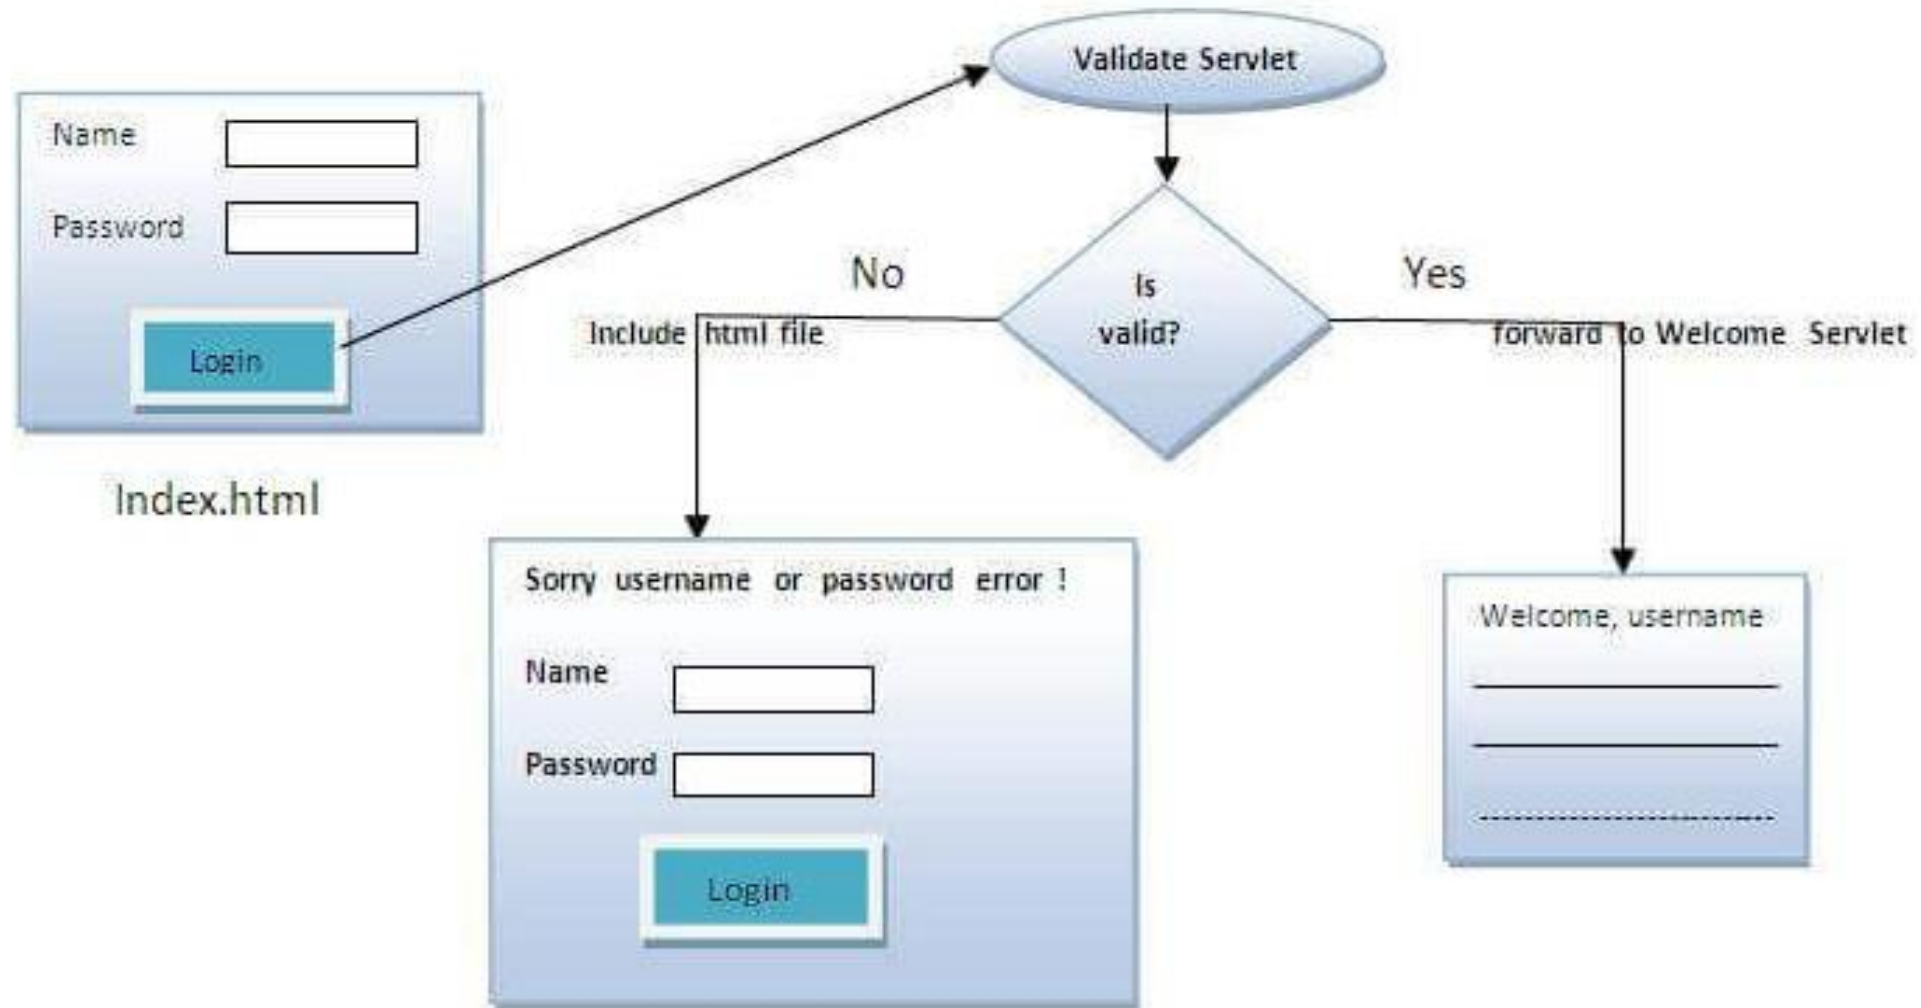 Name
Password
Login
Index.html
Validate Servlet
Is
valid?
No
Include html file
Yes
forward to Welcome Servlet
Sorry username or password error !
Name
Password
Login
Welcome, username